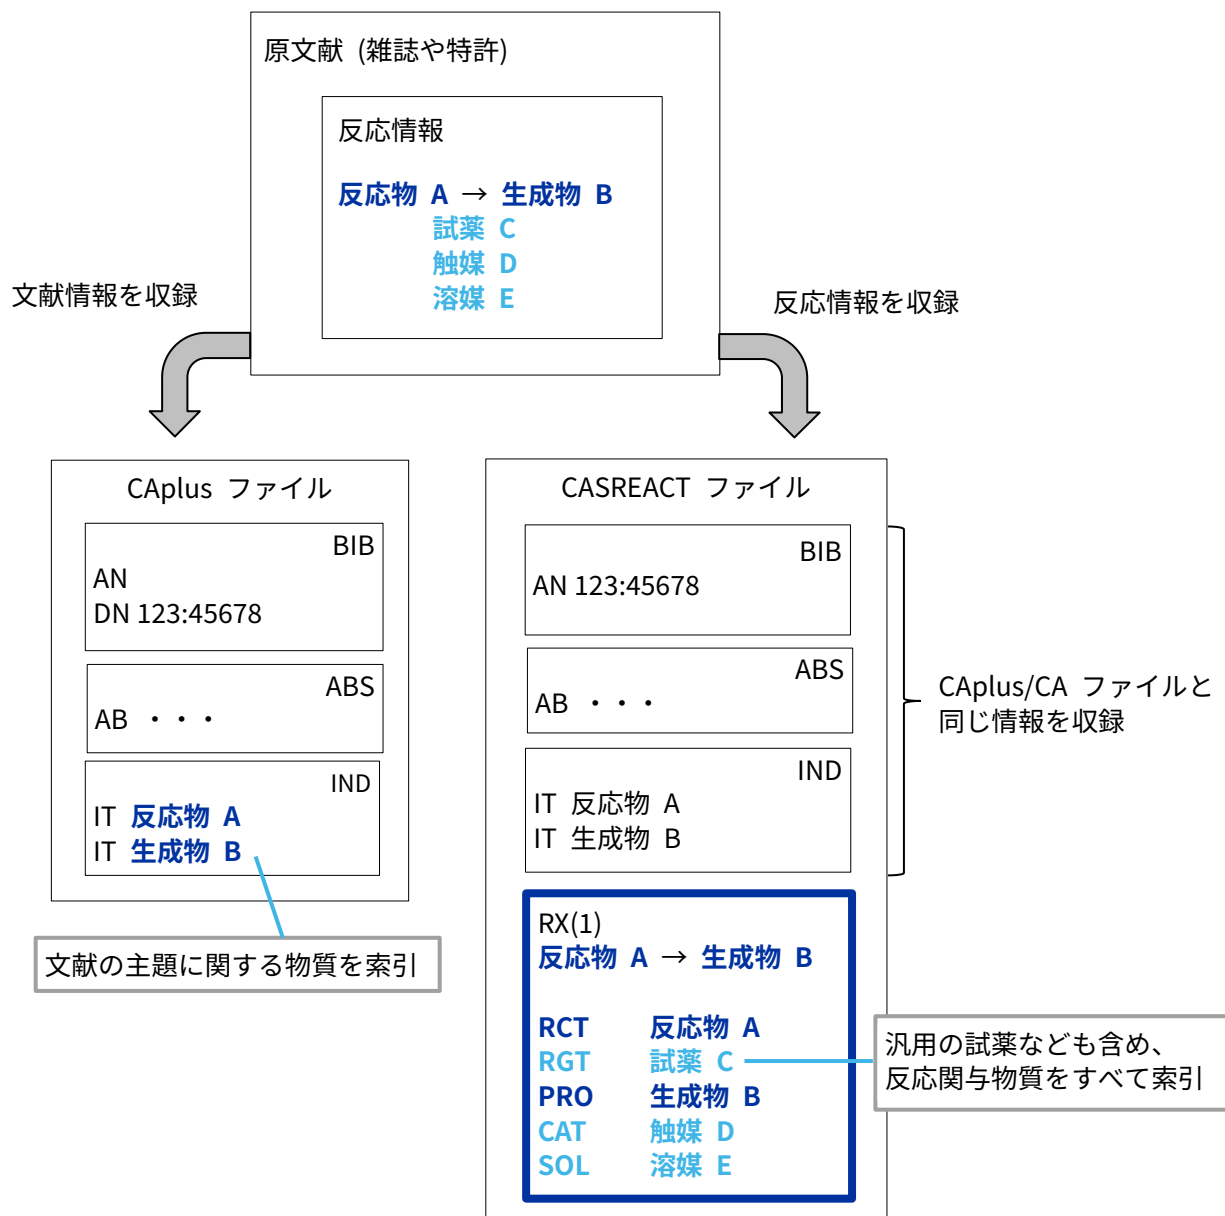 原文献 (雑誌や特許)
反応情報
反応物 A → 生成物 B
試薬 C
触媒 D
溶媒 E
文献情報を収録
反応情報を収録
CAplus ファイル
BIB
AN
DN 123:45678
ABS
AB ・・・
IND
IT 反応物 A
IT 生成物 B
文献の主題に関する物質を索引
CASREACT ファイル
BIB
AN 123:45678
ABS
AB ・・・
IND
IT 反応物 A
IT 生成物 B
CAplus/CA ファイルと
同じ情報を収録
RX(1)
反応物 A → 生成物 B
RCT 反応物 A
RGT 試薬 C
PRO 生成物 B
CAT 触媒 D
SOL 溶媒 E
汎用の試薬なども含め、
反応関与物質をすべて索引